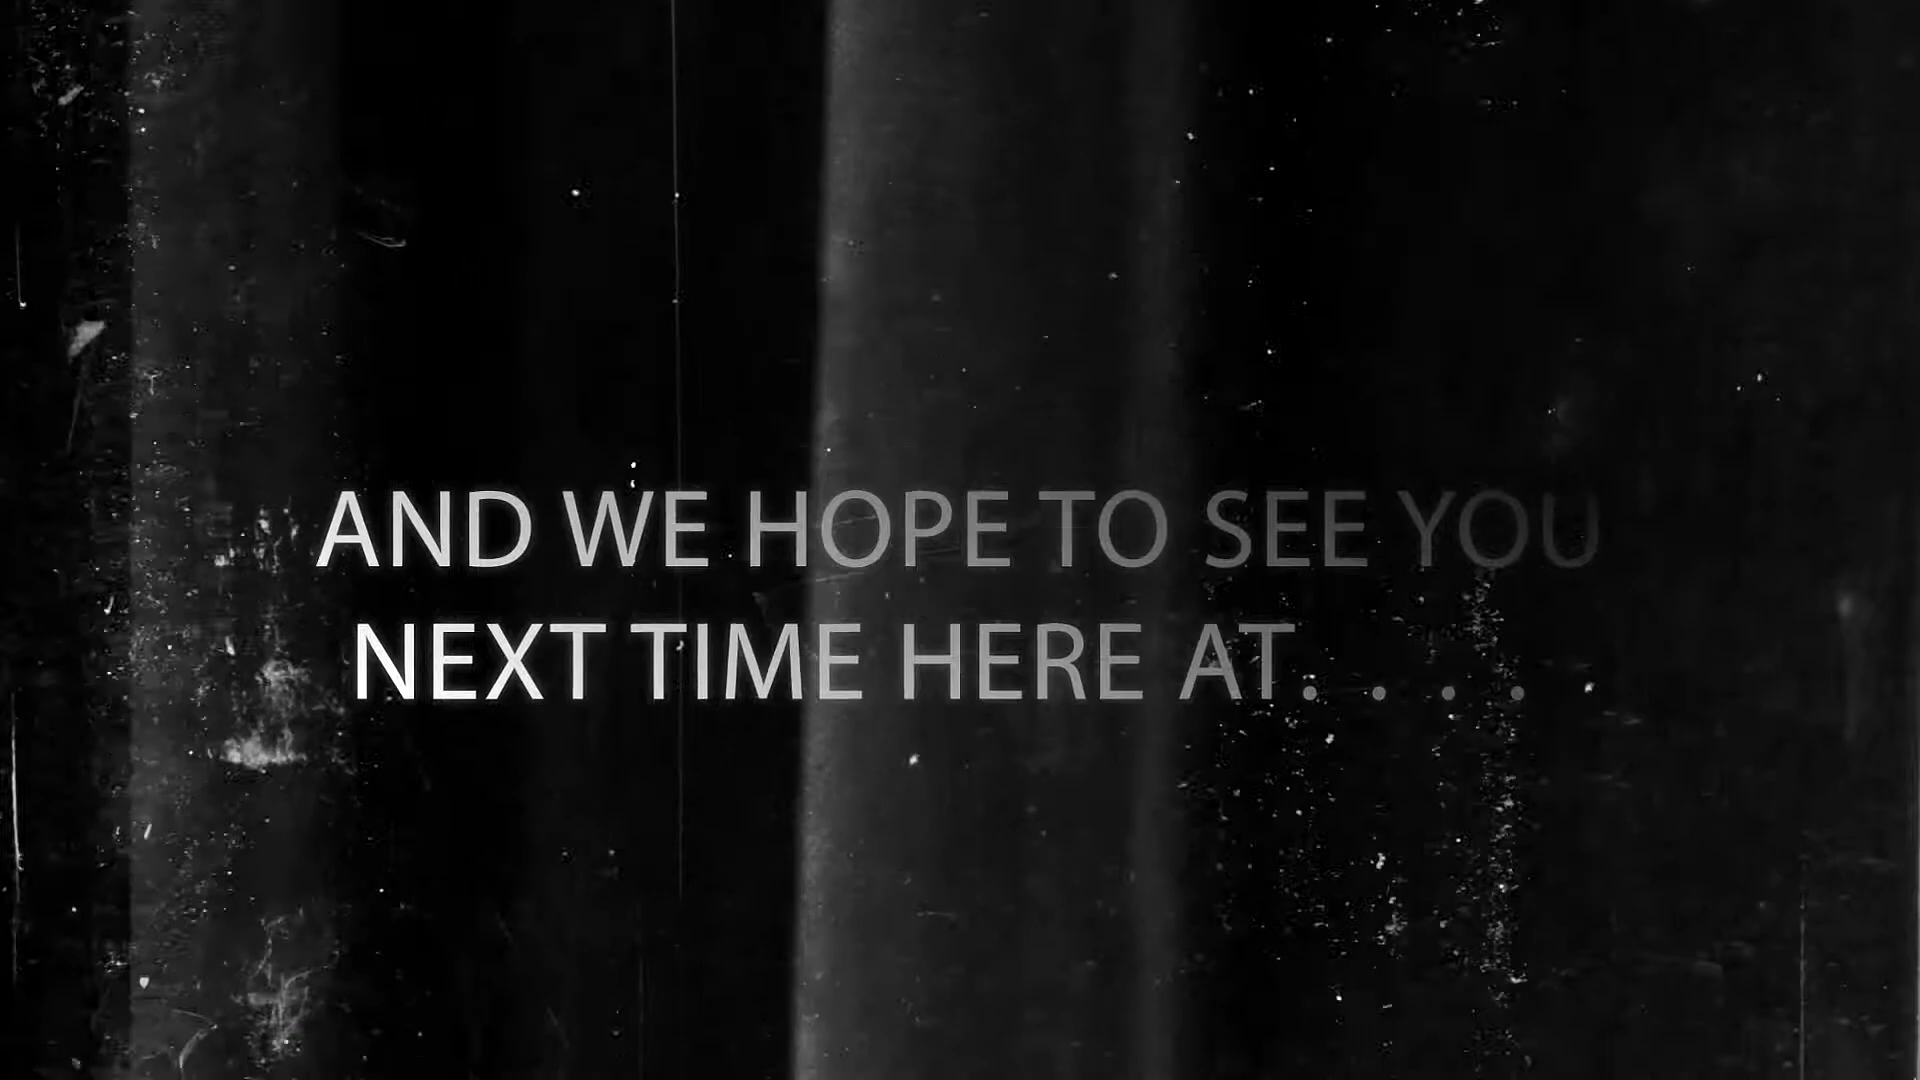 AND WE HOPE TO SEE YOU
NEXT TIME HERE AT. . . .